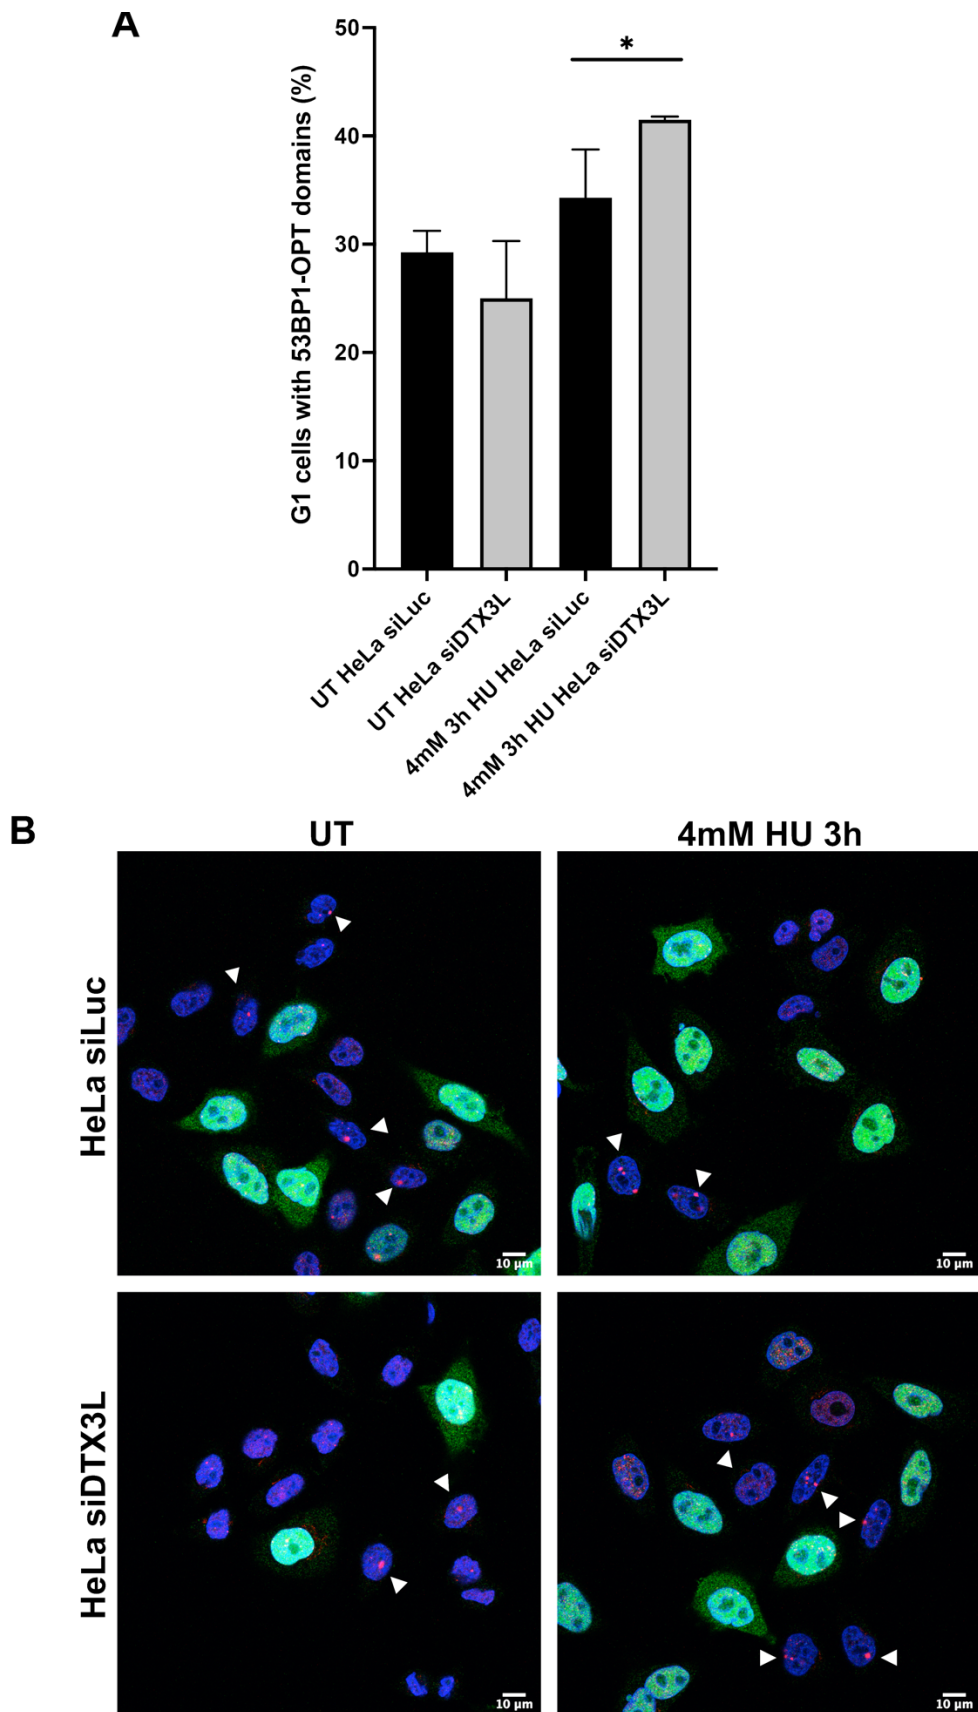 A
G1 cells with 53BP1-OPT domains (%)
50
40
30
20
10
0
*
UT HeLa siLuc
UT HeLa siDTX3L
4mM 3h HU HeLa siLuc
4mM 3h HU HeLa siDTX3L
B
UT
4mM HU 3h
HeLa siLuc
10 µm
10 µm
HeLa siDTX3L
10 µm
10 µm